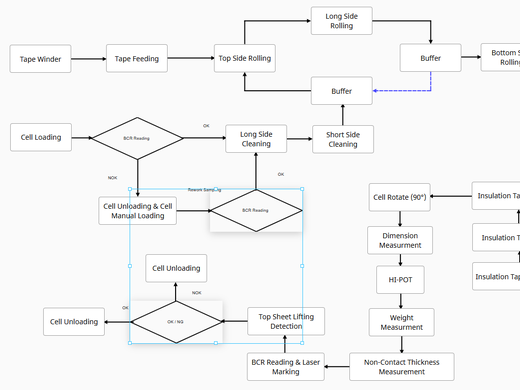 Long Side
Rolling
Tape Winder
Tape Feeding
Top Side Rolling
Buffer
Bottom S
Rolling
Buffer
Cell Loading
BCR Reading
OK
Long Side
Cleaning
Short Side
Cleaning
NOK
OK
Rework Sampling
Cell Unloading & Cell
Manual Loading
BCR Reading
Cell Rotate (90°)
Insulation Ta
Dimension
Measurment
Insulation T
Cell Unloading
HI-POT
Insulation Tap
NOK
OK
Cell Unloading
OK / NG
Top Sheet Lifting
Detection
Weight
Measurment
BCR Reading & Laser
Marking
Non-Contact Thickness
Measurement